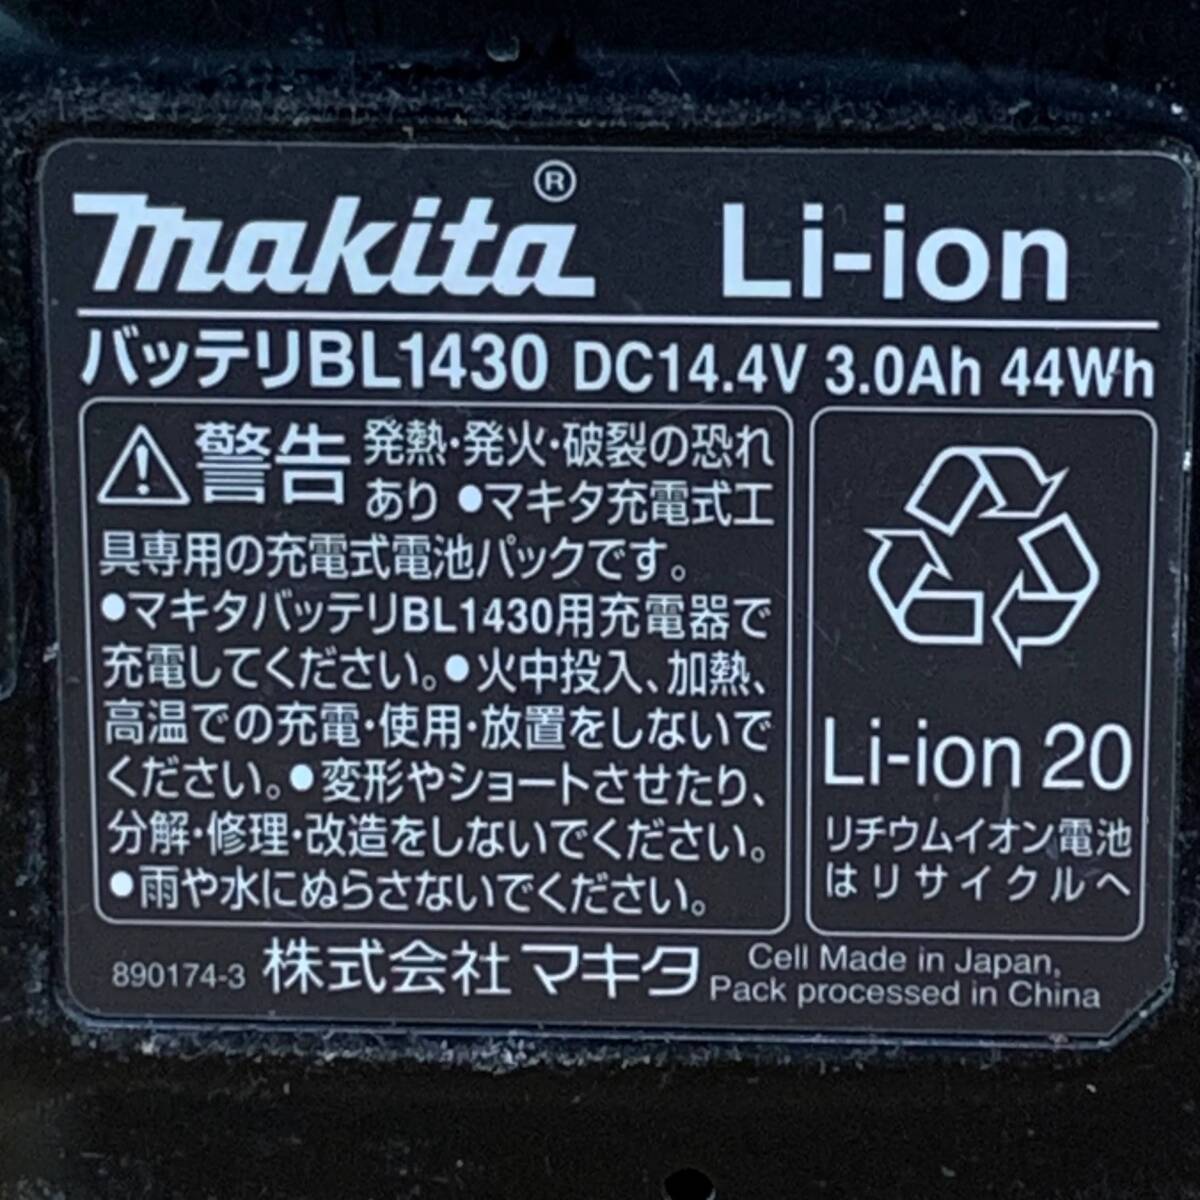 makita® Li-ion
バッテリBL1430 DC14.4V 3.0Ah 44Wh
⚠警告 発熱・発火・破裂の恐れ
あり ●マキタ充電式工
具専用の充電式電池パックです。
●マキタバッテリBL1430用充電器で
充電してください。●火中投入、加熱、
高温での充電・使用・放置をしないで
ください。●変形やショートさせたり、
分解・修理・改造をしないでください。
●雨や水にぬらさないでください。
Li-ion 20
リチウムイオン電池
はリサイクルへ
890174-3 株式会社マキタ
Cell Made in Japan,
Pack processed in China